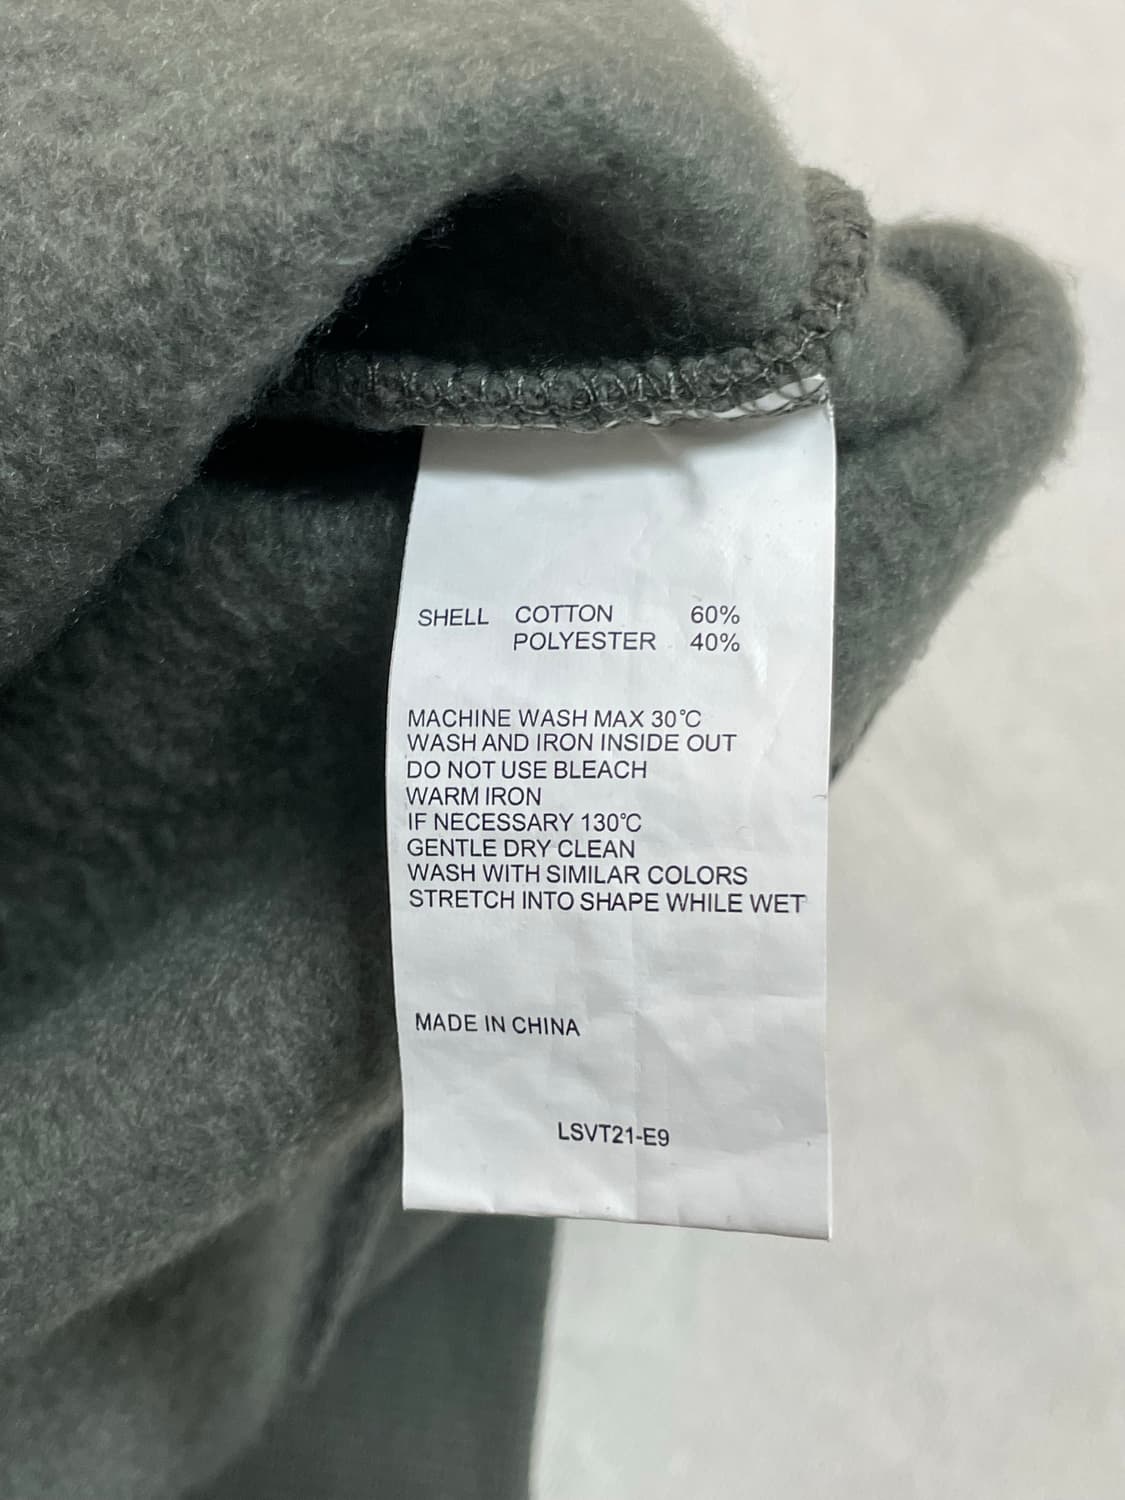 SHELL COTTON 60%
POLYESTER 40%
MACHINE WASH MAX 30°C
WASH AND IRON INSIDE OUT
DO NOT USE BLEACH
WARM IRON
IF NECESSARY 130°C
GENTLE DRY CLEAN
WASH WITH SIMILAR COLORS
STRETCH INTO SHAPE WHILE WET
MADE IN CHINA
LSVT21-E9